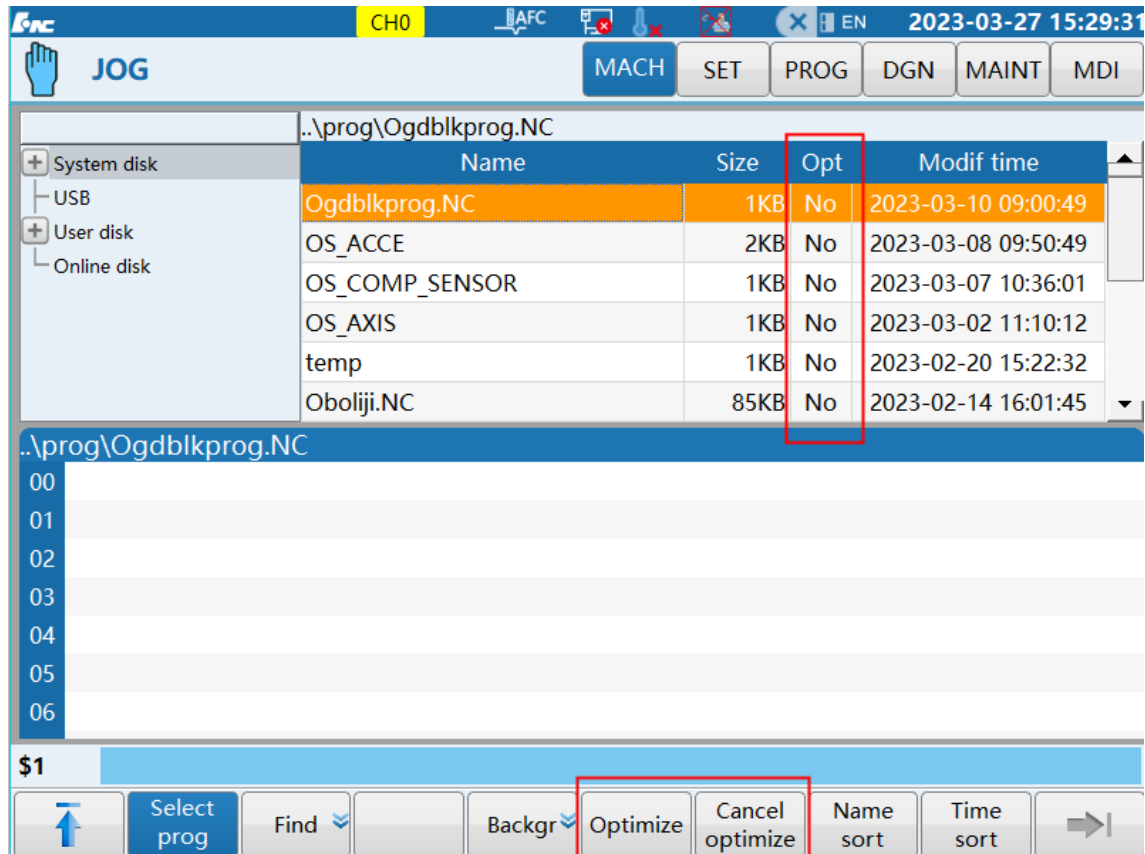 HNC CH0 AFC EN 2023-03-27 15:29:31
JOG MACH SET PROG DGN MAINT MDI
..\prog\Ogdblkprog.NC
Name Size Opt Modif time
System disk
USB
User disk
Online disk
Ogdblkprog.NC 1KB No 2023-03-10 09:00:49
OS_ACCE 2KB No 2023-03-08 09:50:49
OS_COMP_SENSOR 1KB No 2023-03-07 10:36:01
OS_AXIS 1KB No 2023-03-02 11:10:12
temp 1KB No 2023-02-20 15:22:32
Oboliji.NC 85KB No 2023-02-14 16:01:45
..\prog\Ogdblkprog.NC
00
01
02
03
04
05
06
$1
Select prog
Find
Backgr
Optimize
Cancel optimize
Name sort
Time sort